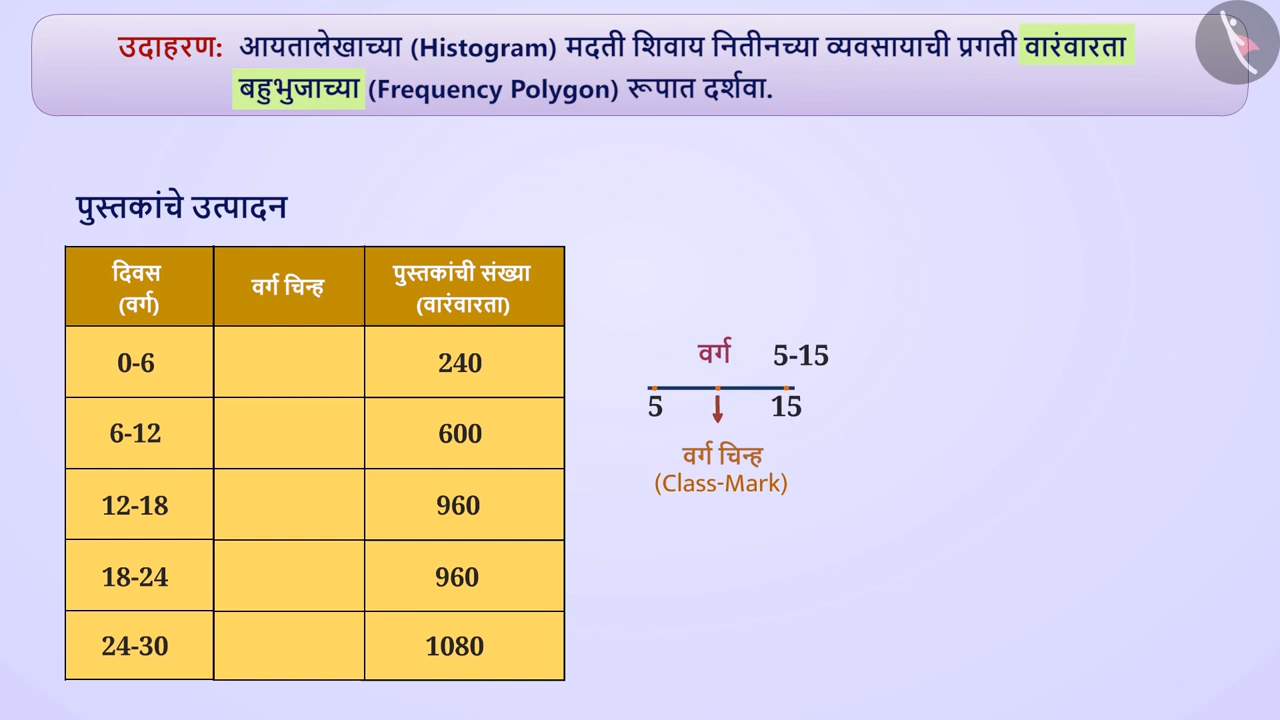 उदाहरण: आयतालेखाच्या (Histogram) मदती शिवाय नितीनच्या व्यवसायाची प्रगती वारंवारता
बहुभुजाच्या (Frequency Polygon) रूपात दर्शवा.
पुस्तकांचे उत्पादन
दिवस (वर्ग) वर्ग चिन्ह पुस्तकांची संख्या (वारंवारता)
0-6 240
6-12 600
12-18 960
18-24 960
24-30 1080
वर्ग 5-15
5 15
वर्ग चिन्ह
(Class-Mark)